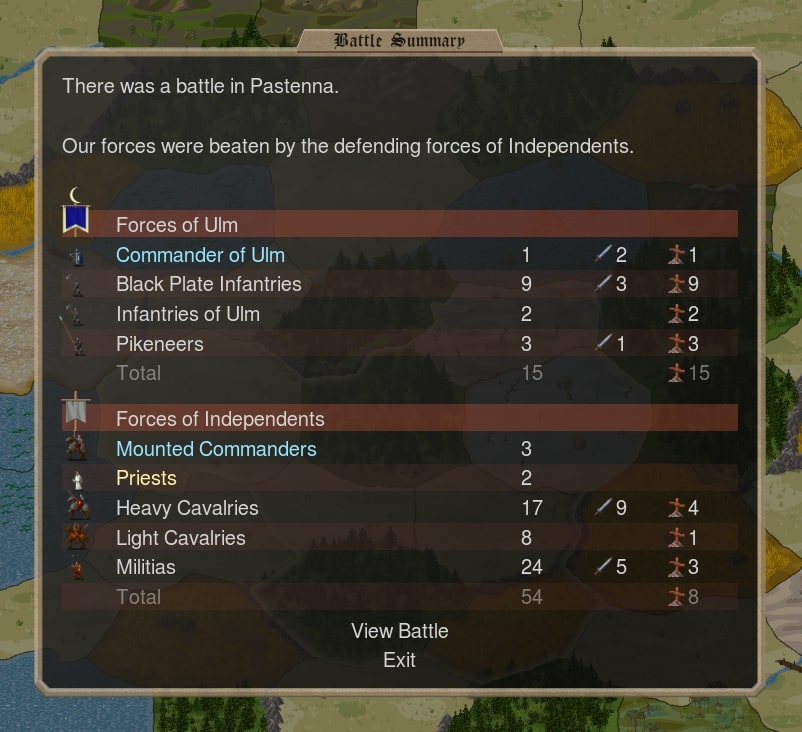 Battle Summary
There was a battle in Pastenna.
Our forces were beaten by the defending forces of Independents.
Forces of Ulm
Commander of Ulm 1 2 1
Black Plate Infantries 9 3 9
Infantries of Ulm 2 2
Pikeneers 3 1 3
Total 15 15
Forces of Independents
Mounted Commanders 3
Priests 2
Heavy Cavalries 17 9 4
Light Cavalries 8 1
Militias 24 5 3
Total 54 8
View Battle
Exit